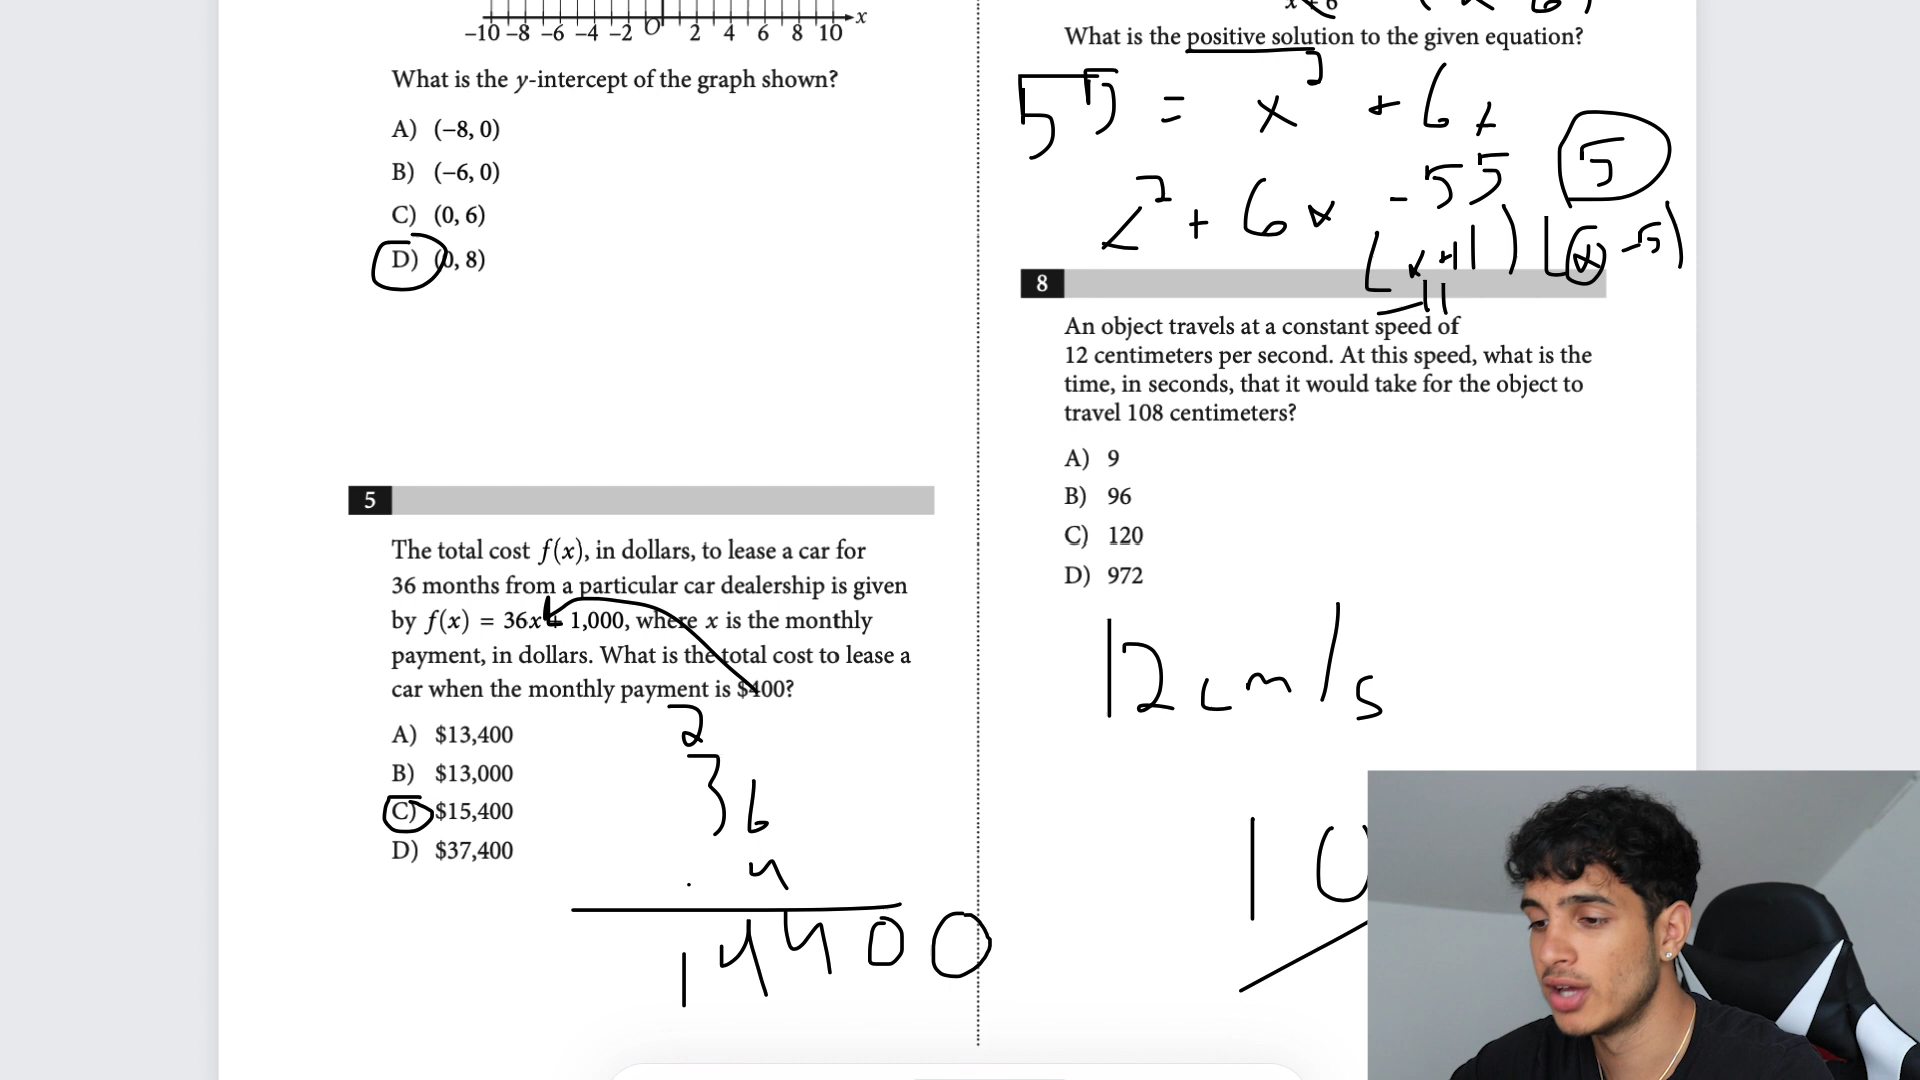 -10 -8 -6 -4 -2 O 2 4 6 8 10 x
What is the y-intercept of the graph shown?
A) (−8, 0)
B) (−6, 0)
C) (0, 6)
D) (0, 8)
5
The total cost f(x), in dollars, to lease a car for
36 months from a particular car dealership is given
by f(x) = 36x + 1,000, where x is the monthly
payment, in dollars. What is the total cost to lease a
car when the monthly payment is $400?
A) $13,400
B) $13,000
C) $15,400
D) $37,400
2
36
. 4
14400
What is the positive solution to the given equation?
55 = x² + 6x
x² + 6x - 55
5
(x+11) (x-5)
-11
8
An object travels at a constant speed of
12 centimeters per second. At this speed, what is the
time, in seconds, that it would take for the object to
travel 108 centimeters?
A) 9
B) 96
C) 120
D) 972
12 cm/s
10